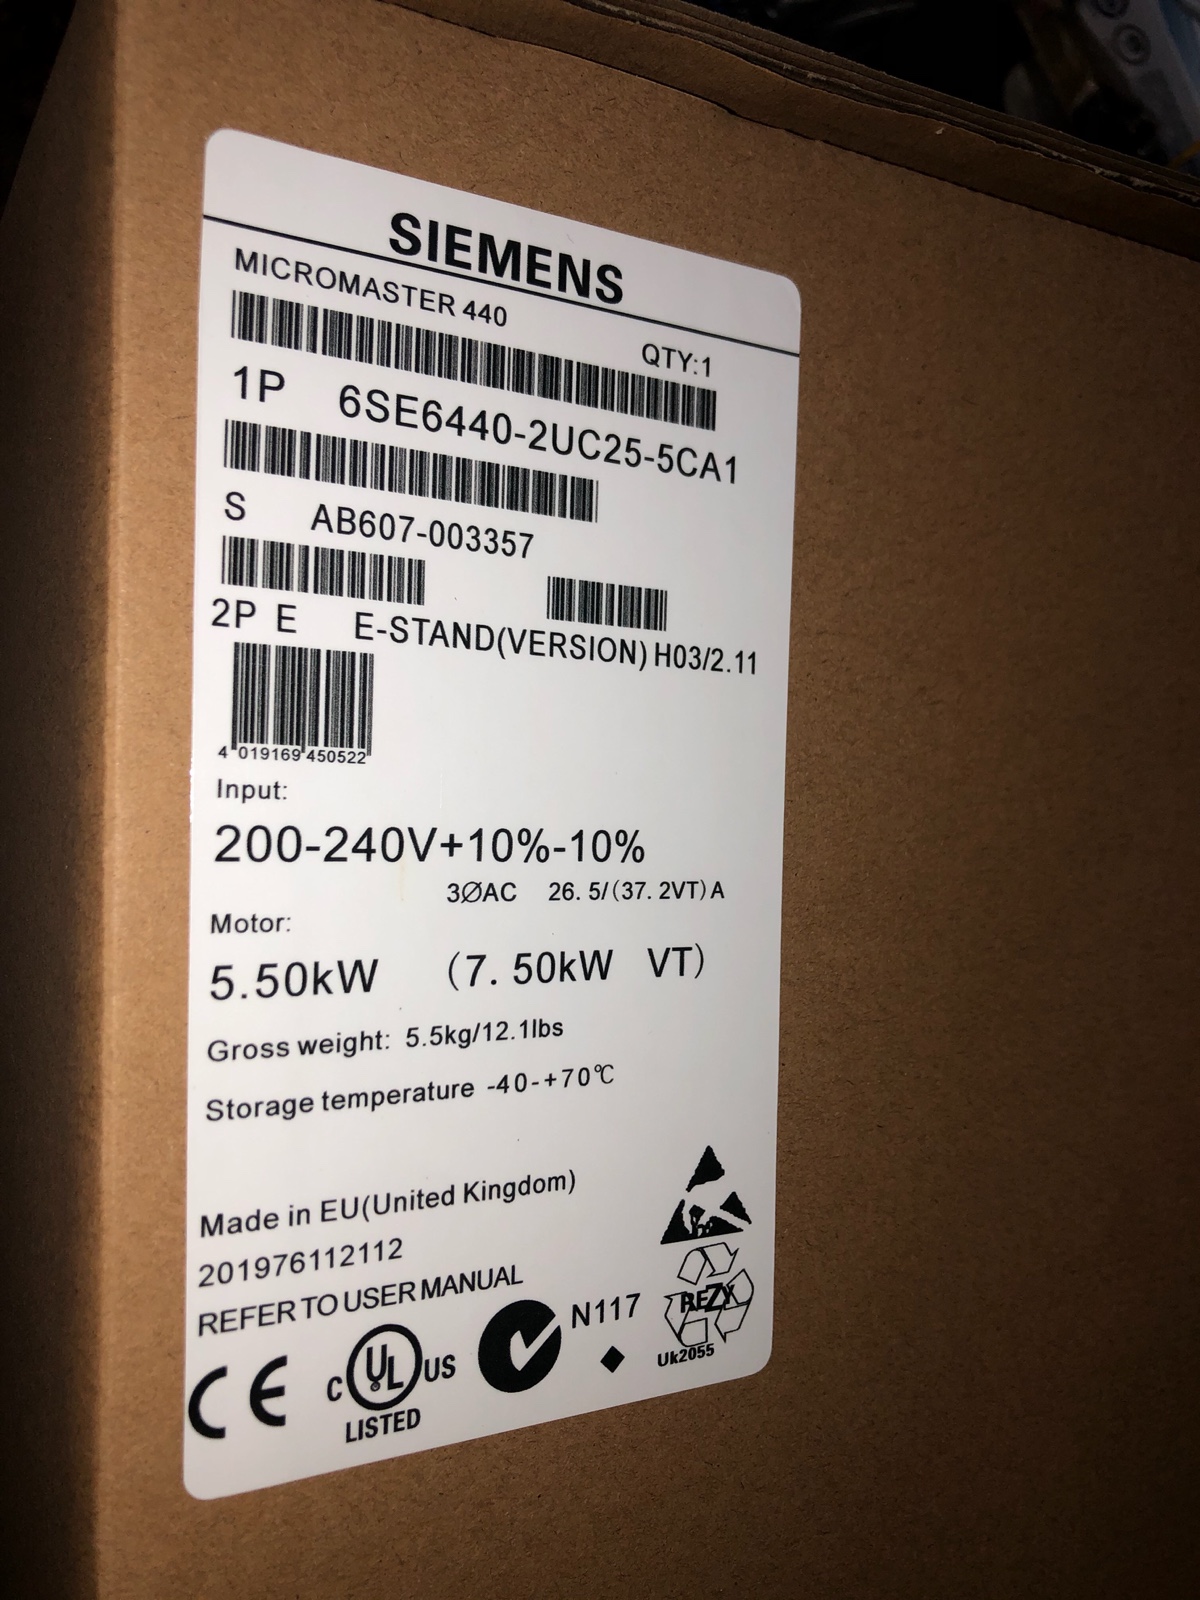 SIEMENS
MICROMASTER 440
QTY:1
1P 6SE6440-2UC25-5CA1
S AB607-003357
2P E E-STAND(VERSION) H03/2.11
4 019169 450522
Input:
200-240V+10%-10%
3ØAC 26.5/(37.2VT)A
Motor:
5.50kW (7.50kW VT)
Gross weight: 5.5kg/12.1lbs
Storage temperature -40-+70℃
Made in EU(United Kingdom)
201976112112
REFER TO USER MANUAL
N117
REZY
Uk2055
CE
C UL US
LISTED